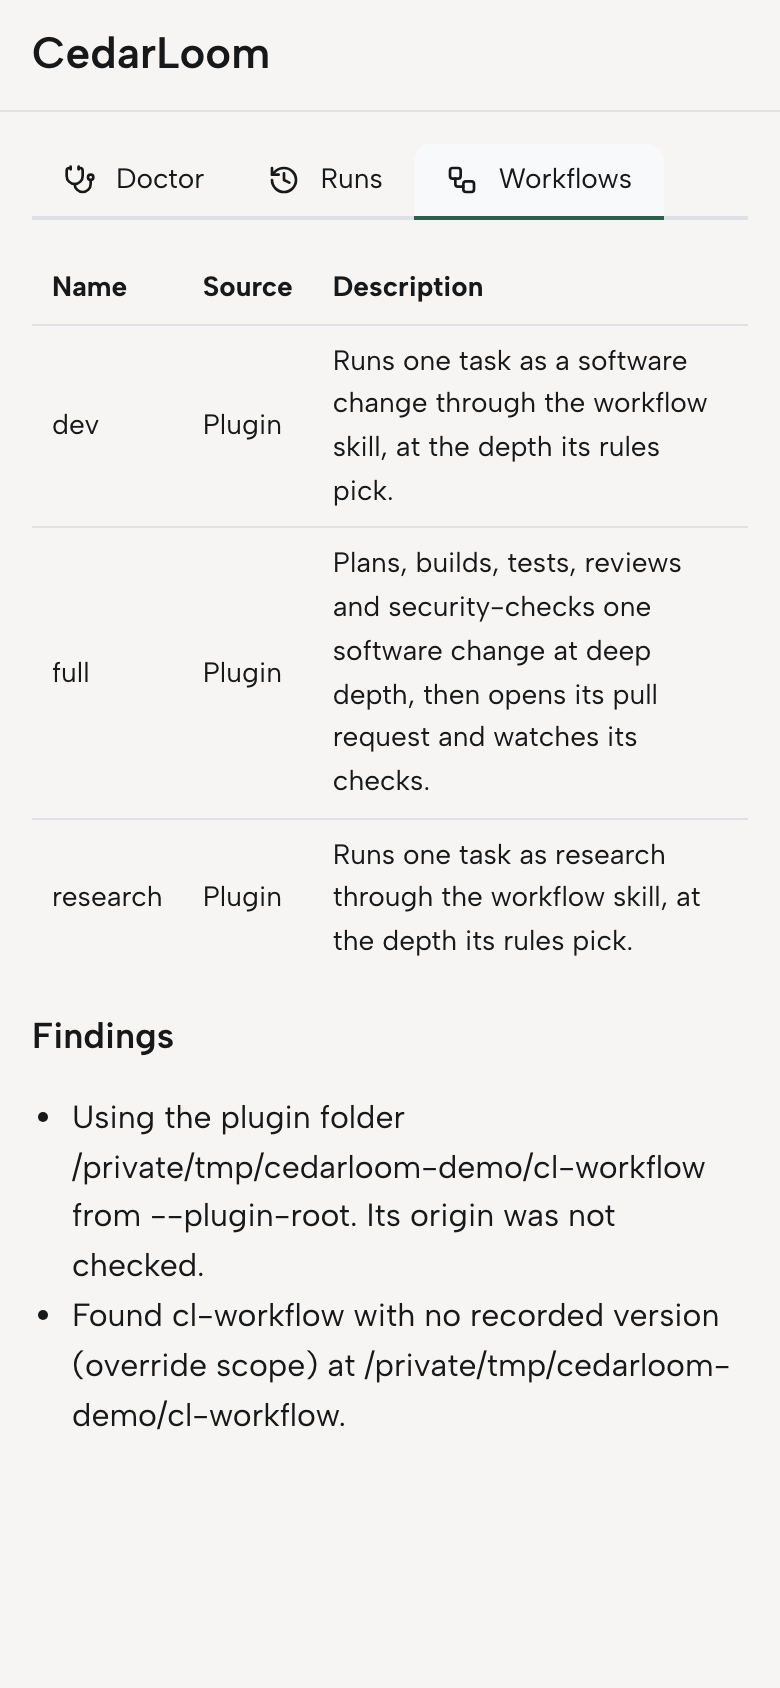 CedarLoom
Doctor Runs Workflows
Name Source Description
Runs one task as a software
change through the workflow
dev Plugin
skill, at the depth its rules
pick.
Plans, builds, tests, reviews
and security-checks one
software change at deep
full Plugin
depth, then opens its pull
request and watches its
checks.
Runs one task as research
research Plugin through the workflow skill, at
the depth its rules pick.
Findings
• Using the plugin folder
/private/tmp/cedarloom-demo/cl-workflow
from --plugin-root. Its origin was not
checked.
• Found cl-workflow with no recorded version
(override scope) at /private/tmp/cedarloom-
demo/cl-workflow.